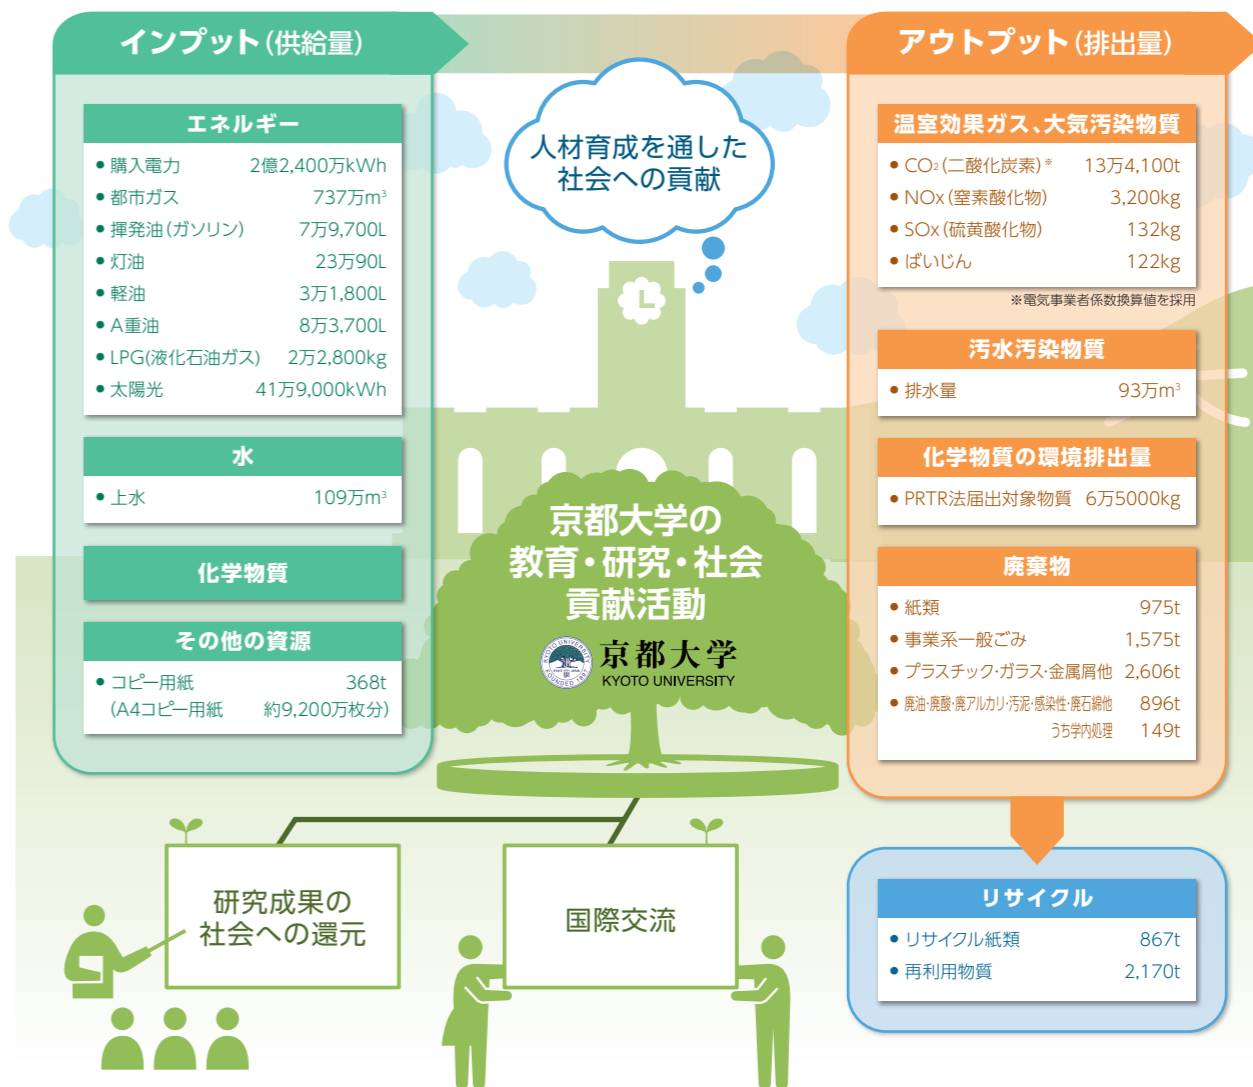 インプット(供給量)
エネルギー
• 購入電力 2億2,400万kWh
• 都市ガス 737万m³
• 揮発油(ガソリン) 7万9,700L
• 灯油 23万90L
• 軽油 3万1,800L
• A重油 8万3,700L
• LPG(液化石油ガス) 2万2,800kg
• 太陽光 41万9,000kWh
水
• 上水 109万m³
化学物質
その他の資源
• コピー用紙 368t
(A4コピー用紙 約9,200万枚分)
人材育成を通した
社会への貢献
京都大学の
教育・研究・社会
貢献活動
京都大学
KYOTO UNIVERSITY
KYOTO UNIVERSITY
FOUNDED 1897
研究成果の
社会への還元
国際交流
アウトプット(排出量)
温室効果ガス、大気汚染物質
• CO₂(二酸化炭素)※ 13万4,100t
• NOx(窒素酸化物) 3,200kg
• SOx(硫黄酸化物) 132kg
• ばいじん 122kg
※電気事業者係数換算値を採用
汚水汚染物質
• 排水量 93万m³
化学物質の環境排出量
• PRTR法届出対象物質 6万5000kg
廃棄物
• 紙類 975t
• 事業系一般ごみ 1,575t
• プラスチック・ガラス・金属屑他 2,606t
• 廃油・廃酸・廃アルカリ・汚泥・感染性・廃石綿他 896t
うち学内処理 149t
リサイクル
• リサイクル紙類 867t
• 再利用物質 2,170t